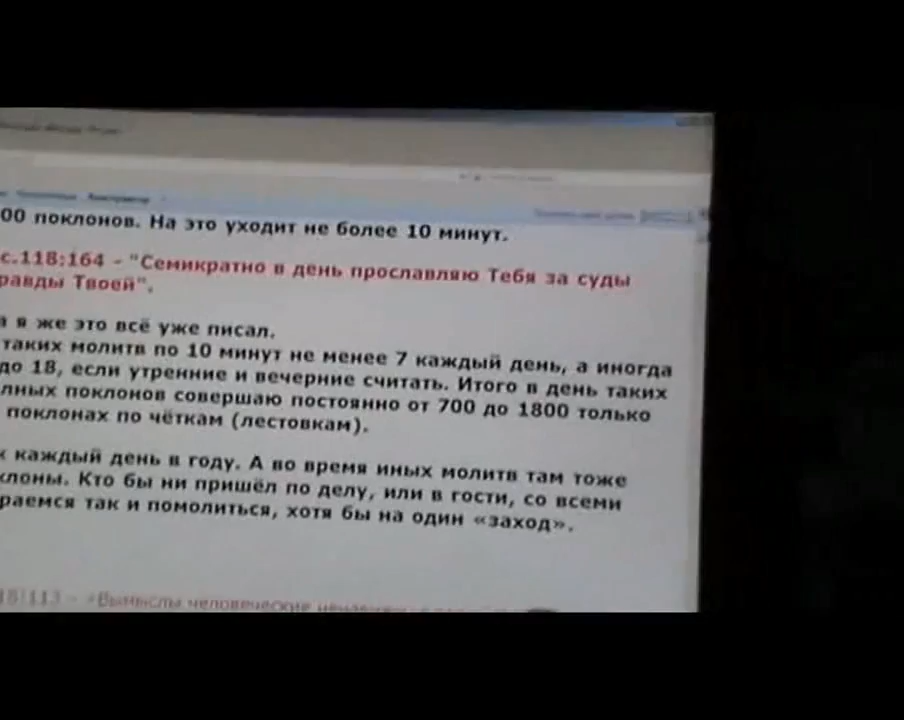 00 поклонов. На это уходит не более 10 минут.
с.118:164 - "Семикратно в день прославляю Тебя за суды
равды Твоей".
а я же это всё уже писал.
таких молитв по 10 минут не менее 7 каждый день, а иногда
до 18, если утренние и вечерние считать. Итого в день таких
лных поклонов совершаю постоянно от 700 до 1800 только
поклонах по чёткам (лестовкам).
к каждый день в году. А во время иных молитв там тоже
клоны. Кто бы ни пришёл по делу, или в гости, со всеми
раемся так и помолиться, хотя бы на один «заход».
18:113 - «Вымыслы человеческие